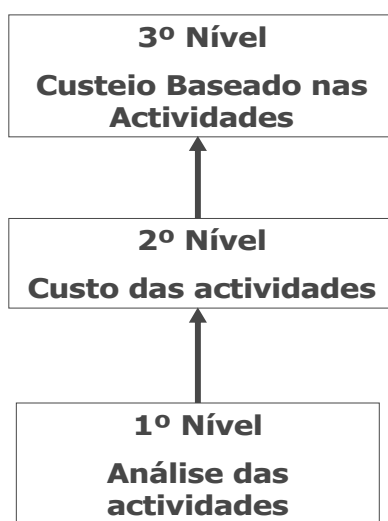 3º Nível
Custeio Baseado nas
Actividades
2º Nível
Custo das actividades
1º Nível
Análise das
actividades